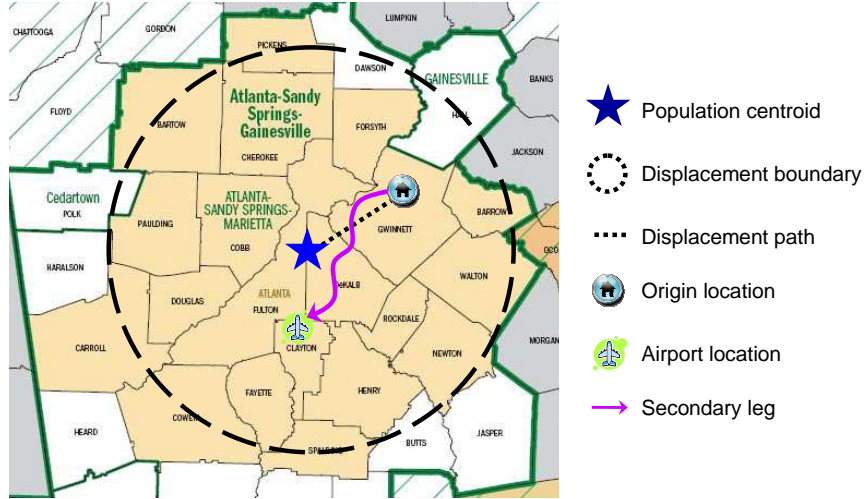 LUMPKIN
GORDON
CHATTOOGA
PICKENS
DAWSON
GAINESVILLE
BANKS
FLOYD
Atlanta-Sandy
Springs-
Gainesville
HALL
BARTOW
FORSYTH
CHEROKEE
JACKSON
Cedartown
POLK
ATLANTA-
SANDY SPRINGS-
MARIETTA
PAULDING
COBB
GWINNETT
BARROW
HARALSON
WALTON
DeKALB
DOUGLAS
ATLANTA
FULTON
ROCKDALE
CLAYTON
CARROLL
NEWTON
MORGAN
FAYETTE
HENRY
COWETA
HEARD
SPALDING
BUTTS
JASPER
Population centroid
Displacement boundary
Displacement path
Origin location
Airport location
Secondary leg